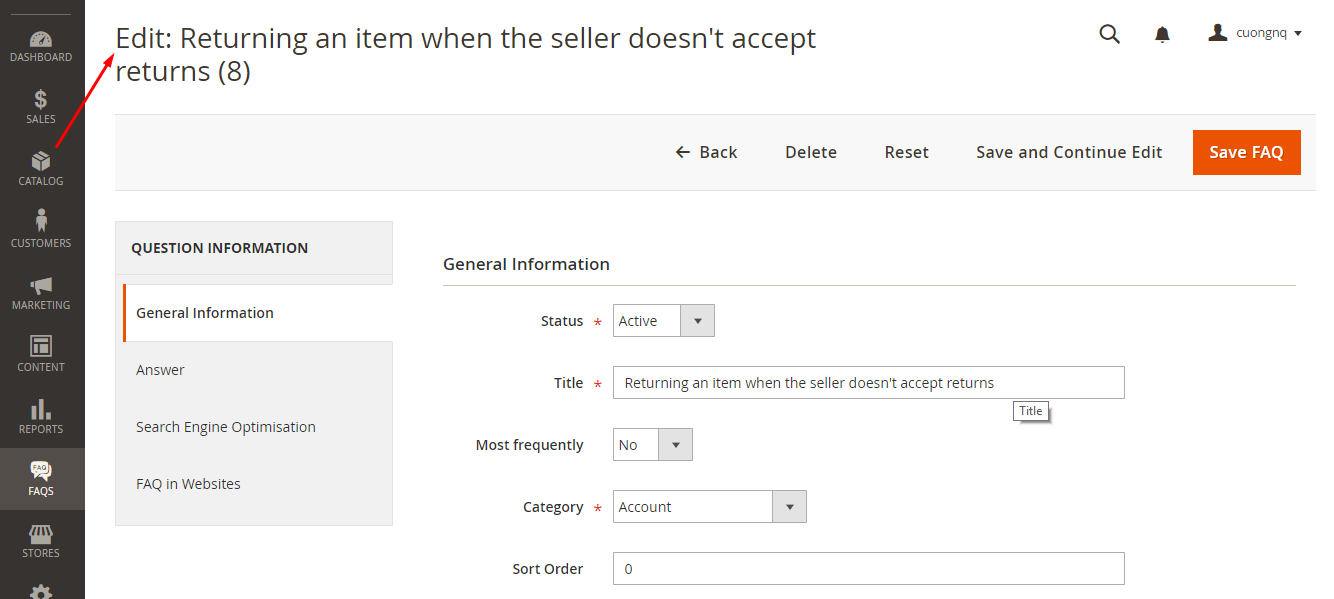 DASHBOARD
SALES
CATALOG
CUSTOMERS
MARKETING
CONTENT
REPORTS
FAQ
FAQS
STORES
Edit: Returning an item when the seller doesn't accept
returns (8)
cuongnq
Back
Delete
Reset
Save and Continue Edit
Save FAQ
QUESTION INFORMATION
General Information
Answer
Search Engine Optimisation
FAQ in Websites
General Information
Status * Active
Title * Returning an item when the seller doesn't accept returns
Title
Most frequently No
Category * Account
Sort Order 0